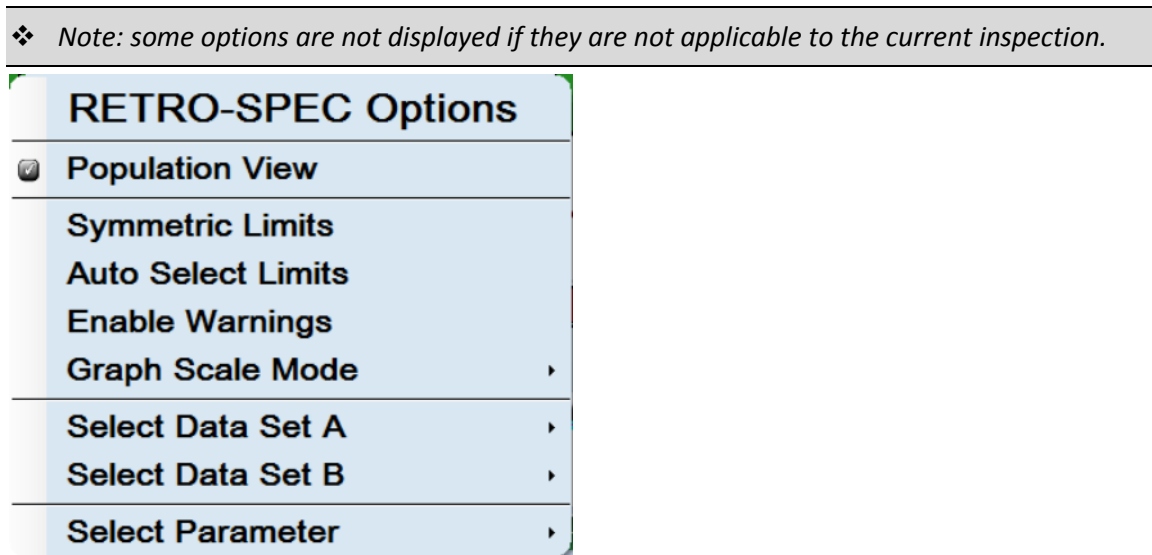 ❖ Note: some options are not displayed if they are not applicable to the current inspection.
RETRO-SPEC Options
Population View
Symmetric Limits
Auto Select Limits
Enable Warnings
Graph Scale Mode
Select Data Set A
Select Data Set B
Select Parameter